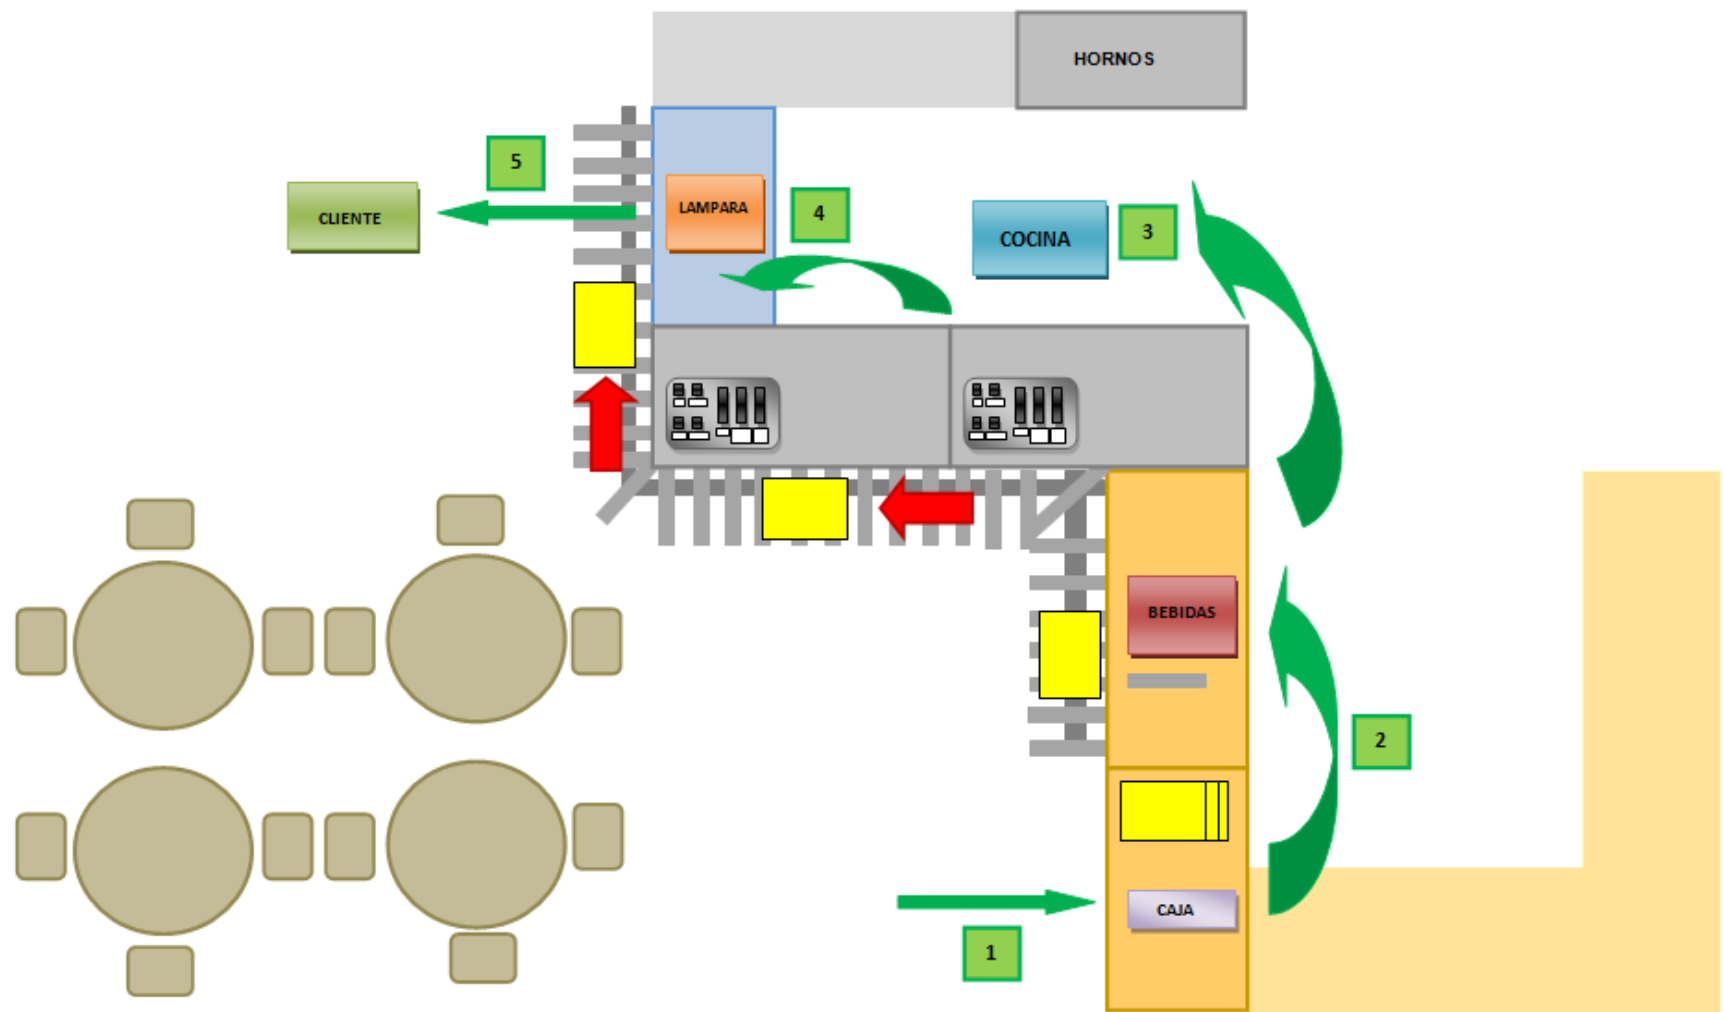 HORNOS
5
CLIENTE
LAMPARA
4
COCINA
3
BEBIDAS
2
CAJA
1